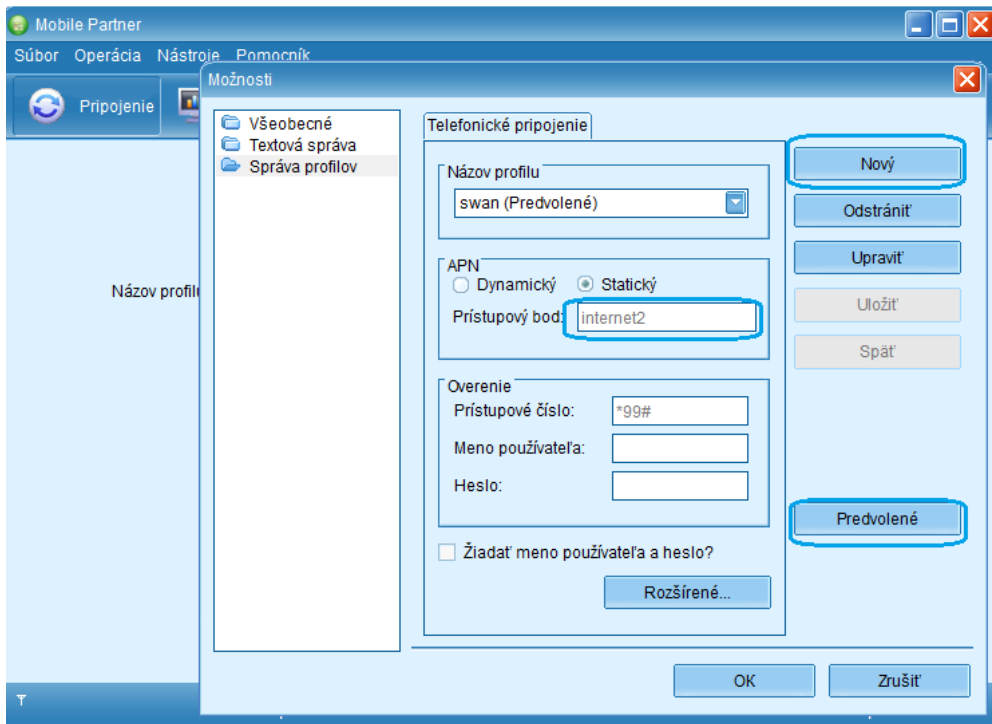 Mobile Partner
Súbor Operácia Nástroje Pomocník
Možnosti
Pripojenie
Všeobecné
Textová správa
Správa profilov
Telefonické pripojenie
Názov profilu
swan (Predvolené)
APN
Dynamický Statický
Prístupový bod:
internet2
Overenie
Prístupové číslo:
*99#
Meno používateľa:
Heslo:
Žiadať meno používateľa a heslo?
Rozšírené...
Nový
Odstrániť
Upraviť
Uložiť
Späť
Predvolené
Názov profilu
OK
Zrušiť